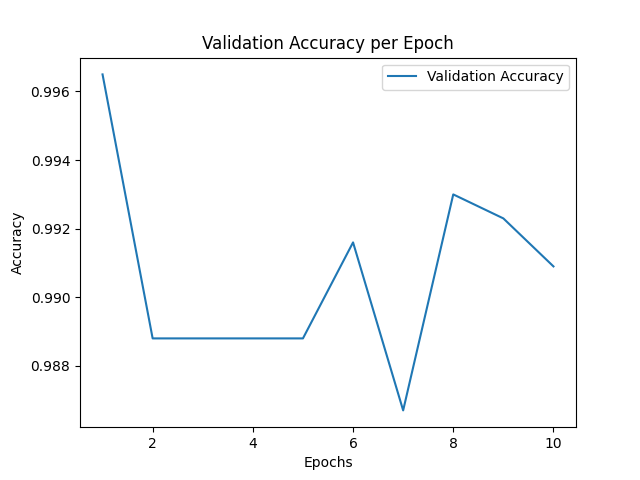 Validation Accuracy per Epoch
Validation Accuracy
0.996
0.994
0.992
0.990
0.988
Accuracy
2 4 6 8 10
Epochs